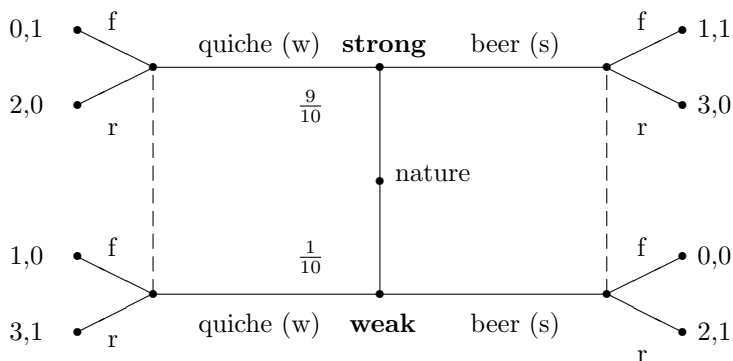 0,1 f f 1,1
quiche (w) strong beer (s)
2,0 r 9/10 r 3,0
nature
1,0 f 1/10 f 0,0
quiche (w) weak beer (s)
3,1 r r 2,1